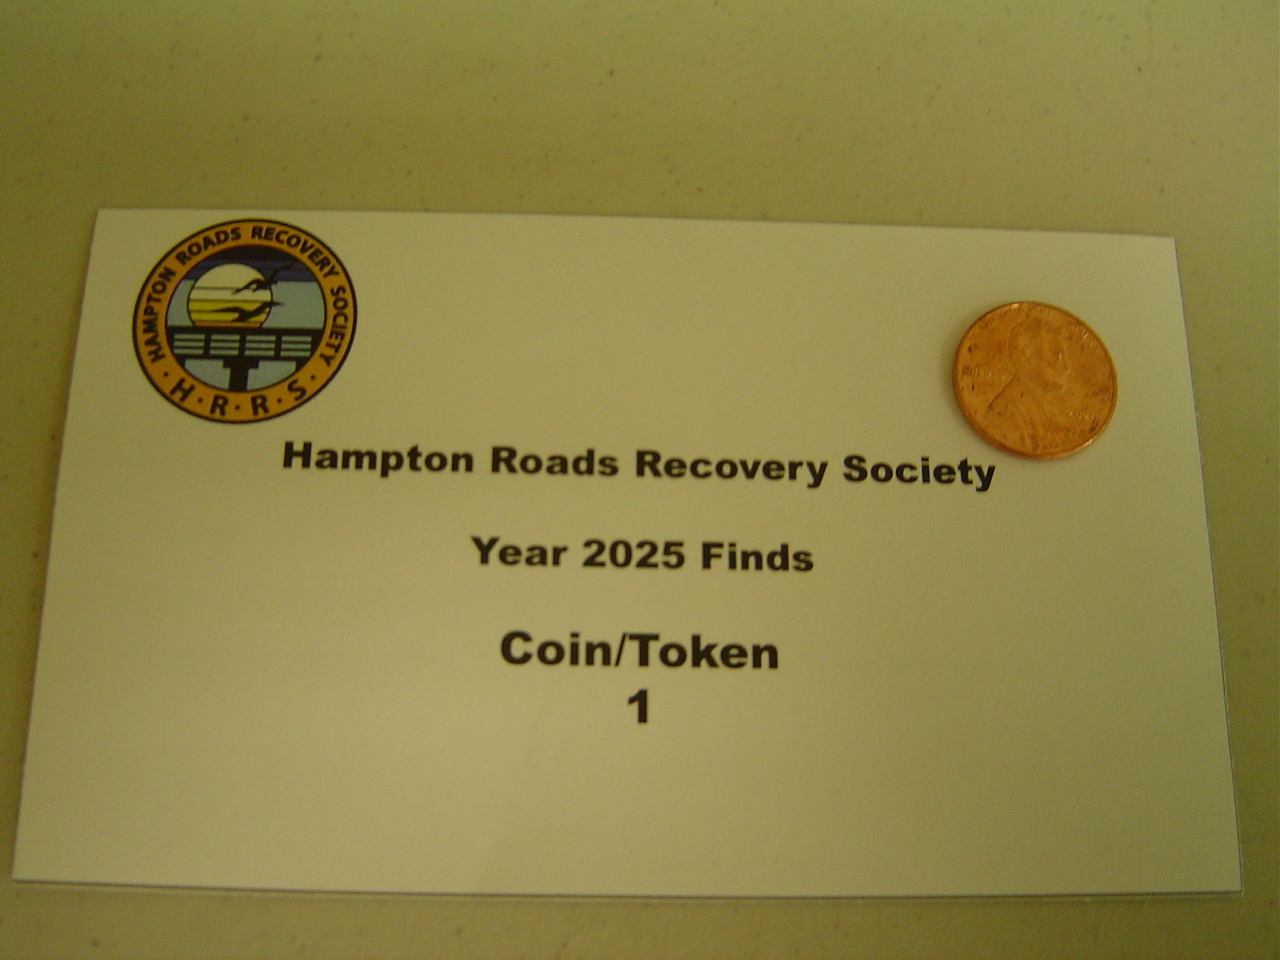 HAMPTON ROADS RECOVERY SOCIETY
· H · R · R · S ·
Hampton Roads Recovery Society
Year 2025 Finds
Coin/Token
1